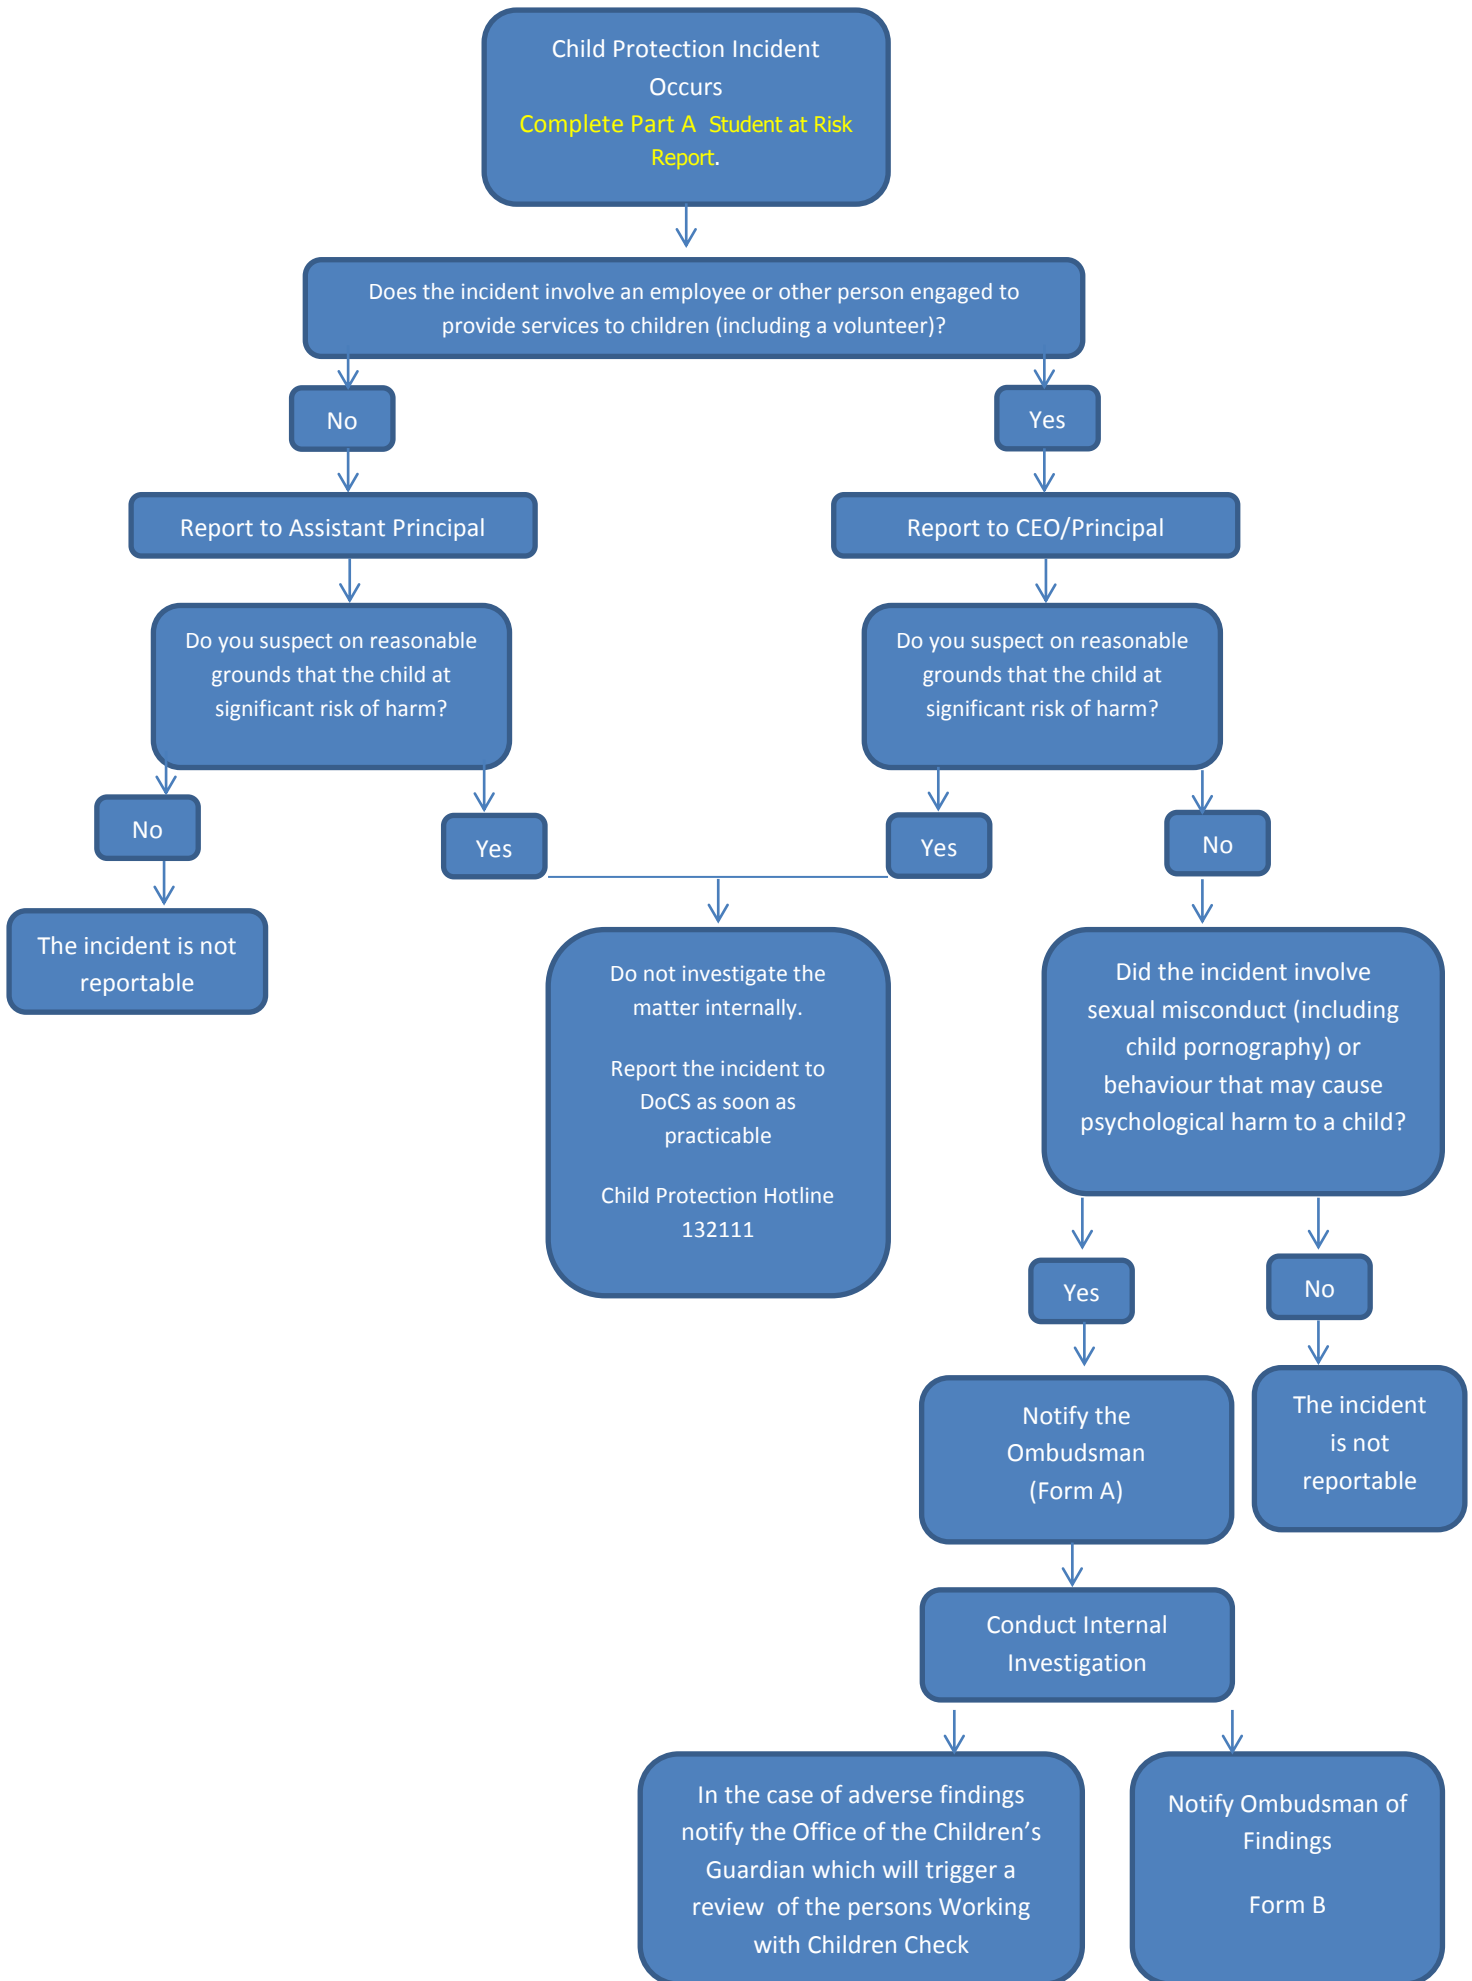 Child Protection Incident
Occurs
Complete Part A Student at Risk
Report.
Does the incident involve an employee or other person engaged to
provide services to children (including a volunteer)?
No
Yes
Report to Assistant Principal
Report to CEO/Principal
Do you suspect on reasonable
grounds that the child at
significant risk of harm?
Do you suspect on reasonable
grounds that the child at
significant risk of harm?
No
Yes
Yes
No
The incident is not
reportable
Do not investigate the
matter internally.
Report the incident to
DoCS as soon as
practicable
Child Protection Hotline
132111
Did the incident involve
sexual misconduct (including
child pornography) or
behaviour that may cause
psychological harm to a child?
Yes
No
Notify the
Ombudsman
(Form A)
The incident
is not
reportable
Conduct Internal
Investigation
In the case of adverse findings
notify the Office of the Children’s
Guardian which will trigger a
review of the persons Working
with Children Check
Notify Ombudsman of
Findings
Form B